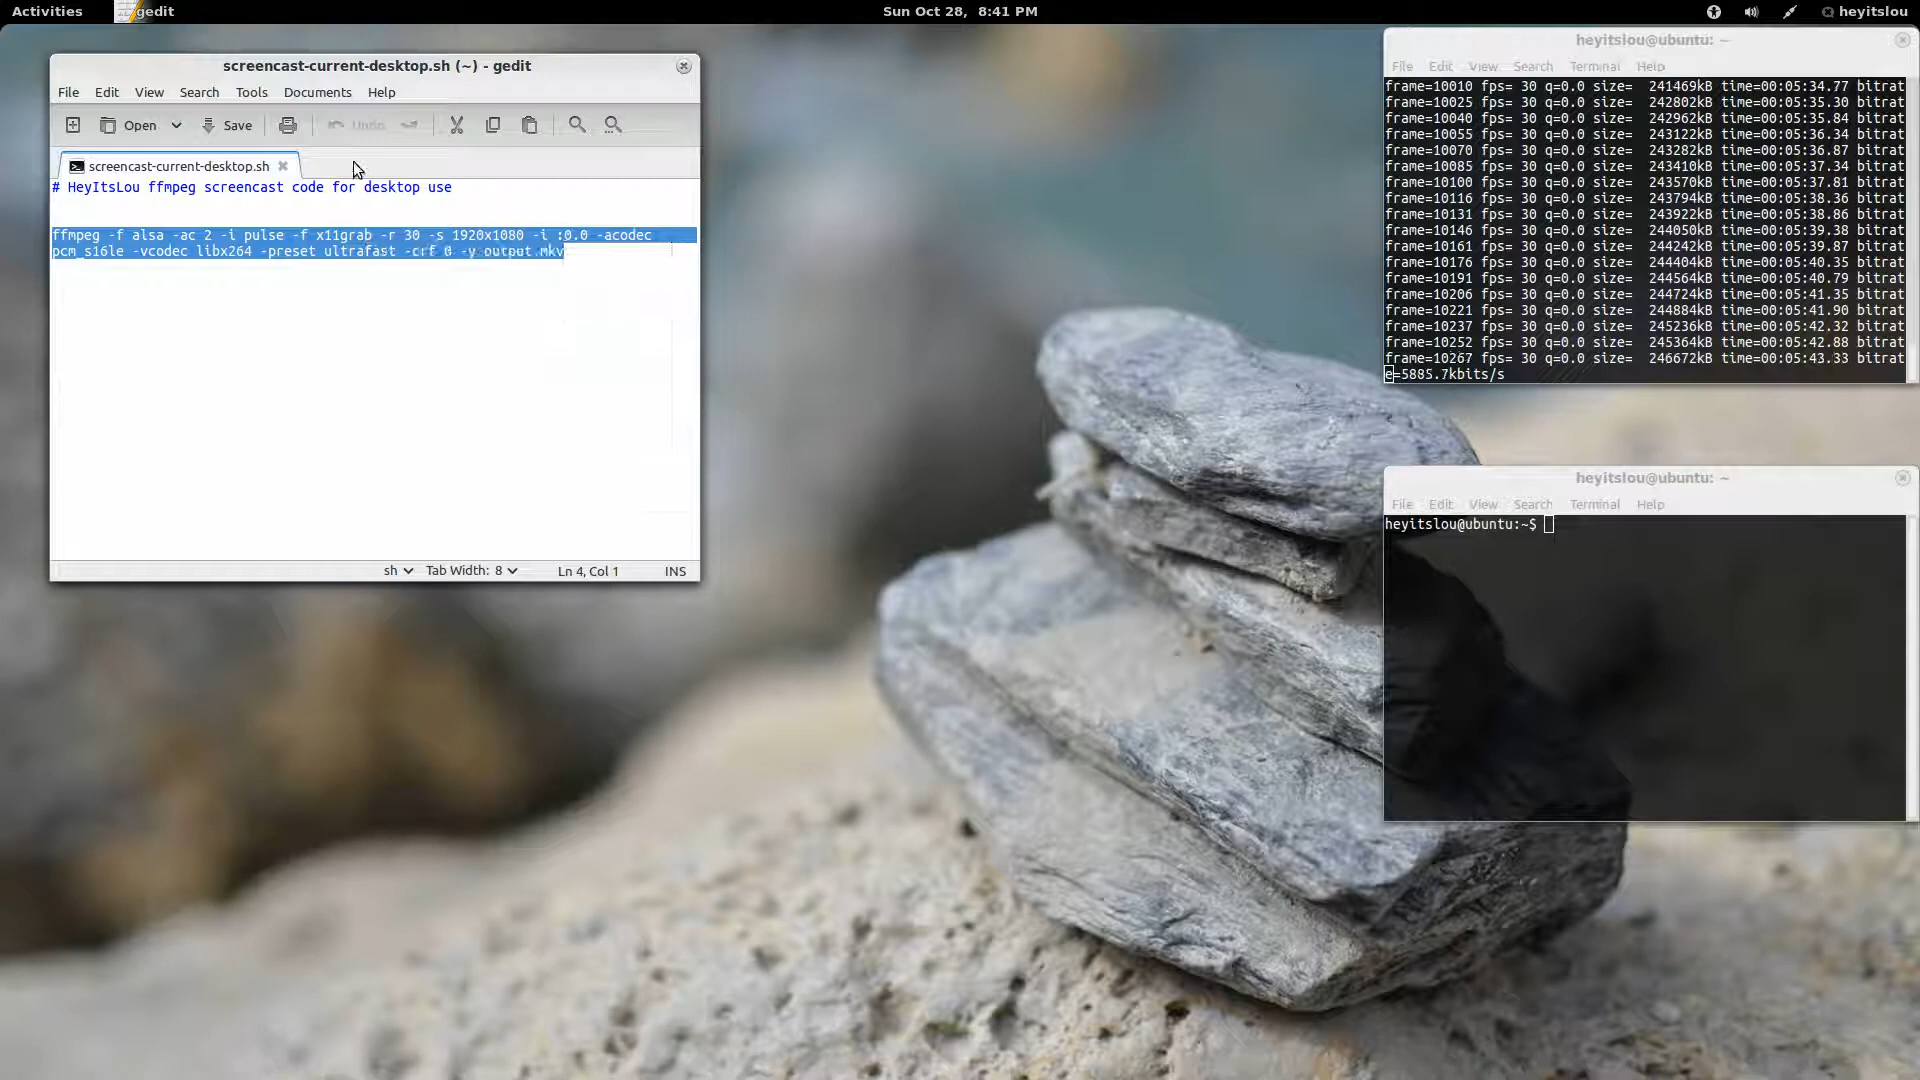 Activities gedit Sun Oct 28, 8:41 PM heyitslou
screencast-current-desktop.sh (~) - gedit
File Edit View Search Tools Documents Help
Open Save Undo
screencast-current-desktop.sh
# HeyItsLou ffmpeg screencast code for desktop use
ffmpeg -f alsa -ac 2 -i pulse -f x11grab -r 30 -s 1920x1080 -i :0.0 -acodec
pcm_s16le -vcodec libx264 -preset ultrafast -crf 0 -y output.mkv
sh Tab Width: 8 Ln 4, Col 1 INS
heyitslou@ubuntu: ~
File Edit View Search Terminal Help
frame=10010 fps= 30 q=0.0 size= 241469kB time=00:05:34.77 bitrat
frame=10025 fps= 30 q=0.0 size= 242802kB time=00:05:35.30 bitrat
frame=10040 fps= 30 q=0.0 size= 242962kB time=00:05:35.84 bitrat
frame=10055 fps= 30 q=0.0 size= 243122kB time=00:05:36.34 bitrat
frame=10070 fps= 30 q=0.0 size= 243282kB time=00:05:36.87 bitrat
frame=10085 fps= 30 q=0.0 size= 243410kB time=00:05:37.34 bitrat
frame=10100 fps= 30 q=0.0 size= 243570kB time=00:05:37.81 bitrat
frame=10116 fps= 30 q=0.0 size= 243794kB time=00:05:38.36 bitrat
frame=10131 fps= 30 q=0.0 size= 243922kB time=00:05:38.86 bitrat
frame=10146 fps= 30 q=0.0 size= 244050kB time=00:05:39.38 bitrat
frame=10161 fps= 30 q=0.0 size= 244242kB time=00:05:39.87 bitrat
frame=10176 fps= 30 q=0.0 size= 244404kB time=00:05:40.35 bitrat
frame=10191 fps= 30 q=0.0 size= 244564kB time=00:05:40.79 bitrat
frame=10206 fps= 30 q=0.0 size= 244724kB time=00:05:41.35 bitrat
frame=10221 fps= 30 q=0.0 size= 244884kB time=00:05:41.90 bitrat
frame=10237 fps= 30 q=0.0 size= 245236kB time=00:05:42.32 bitrat
frame=10252 fps= 30 q=0.0 size= 245364kB time=00:05:42.88 bitrat
frame=10267 fps= 30 q=0.0 size= 246672kB time=00:05:43.33 bitrat
e=5885.7kbits/s
heyitslou@ubuntu: ~
File Edit View Search Terminal Help
heyitslou@ubuntu:~$